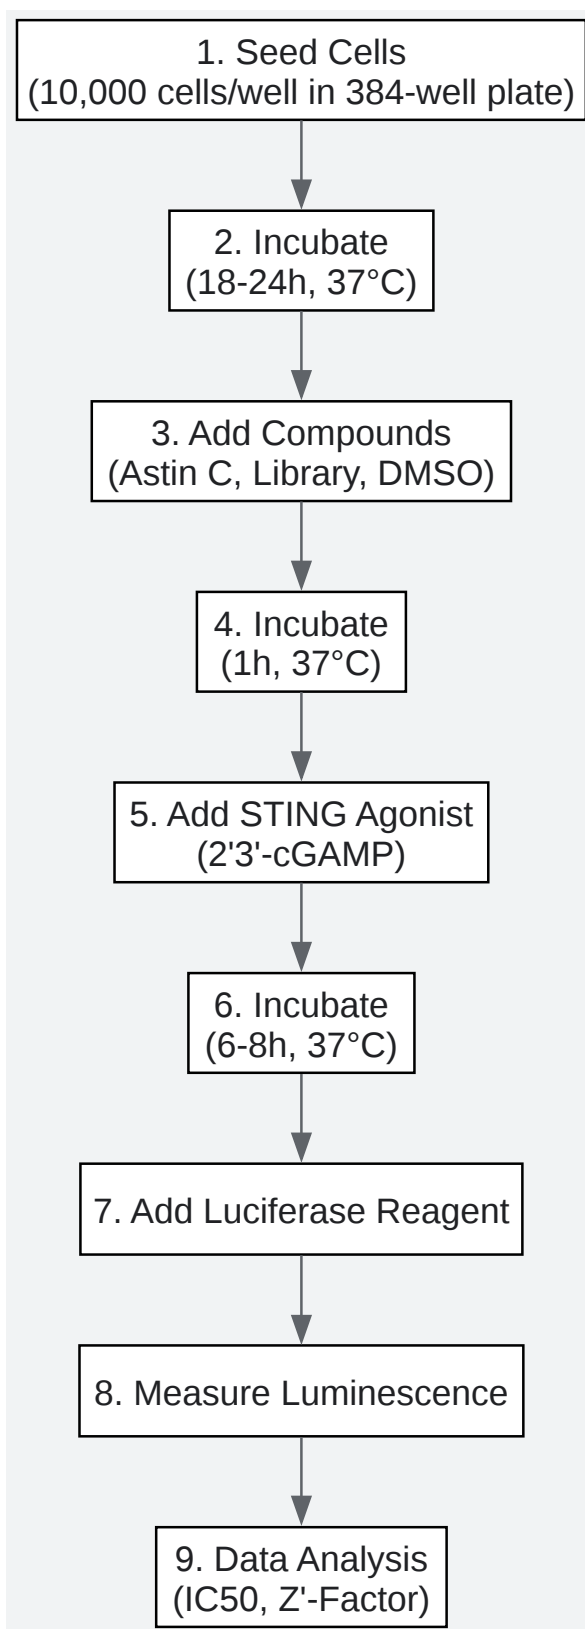 1. Seed Cells
(10,000 cells/well in 384-well plate)
2. Incubate
(18-24h, 37°C)
3. Add Compounds
(Astin C, Library, DMSO)
4. Incubate
(1h, 37°C)
5. Add STING Agonist
(2'3'-cGAMP)
6. Incubate
(6-8h, 37°C)
7. Add Luciferase Reagent
8. Measure Luminescence
9. Data Analysis
(IC50, Z'-Factor)